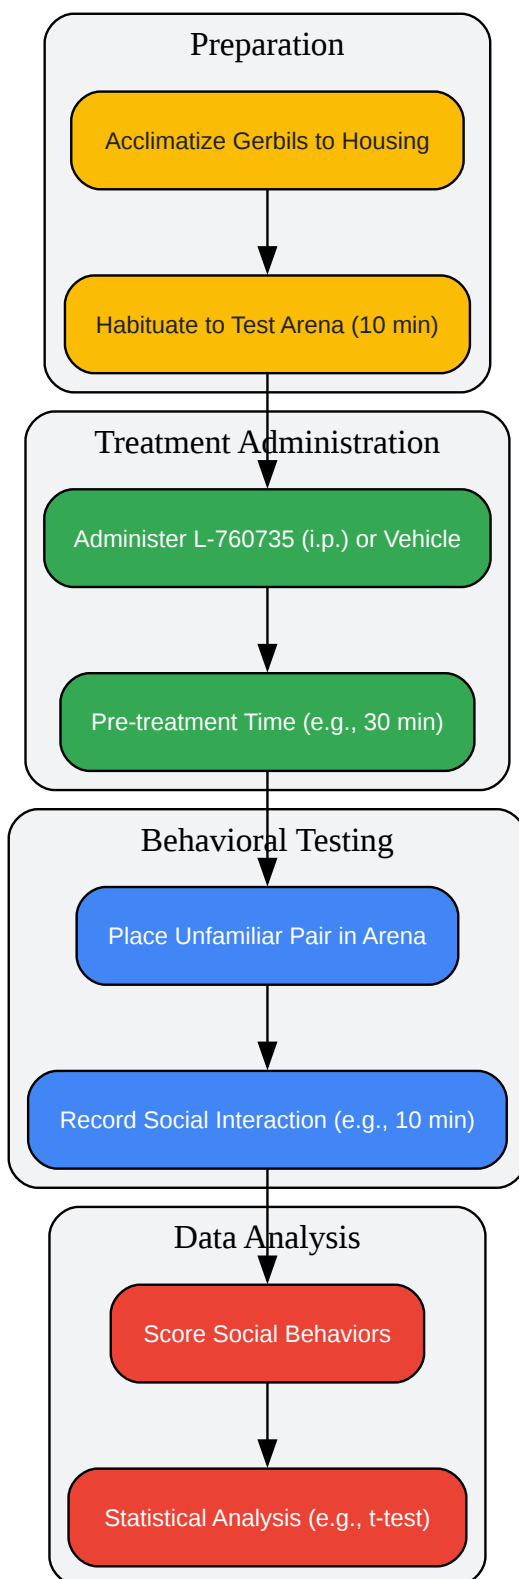 Preparation
Acclimatize Gerbils to Housing
Habituate to Test Arena (10 min)
Treatment Administration
Administer L-760735 (i.p.) or Vehicle
Pre-treatment Time (e.g., 30 min)
Behavioral Testing
Place Unfamiliar Pair in Arena
Record Social Interaction (e.g., 10 min)
Data Analysis
Score Social Behaviors
Statistical Analysis (e.g., t-test)